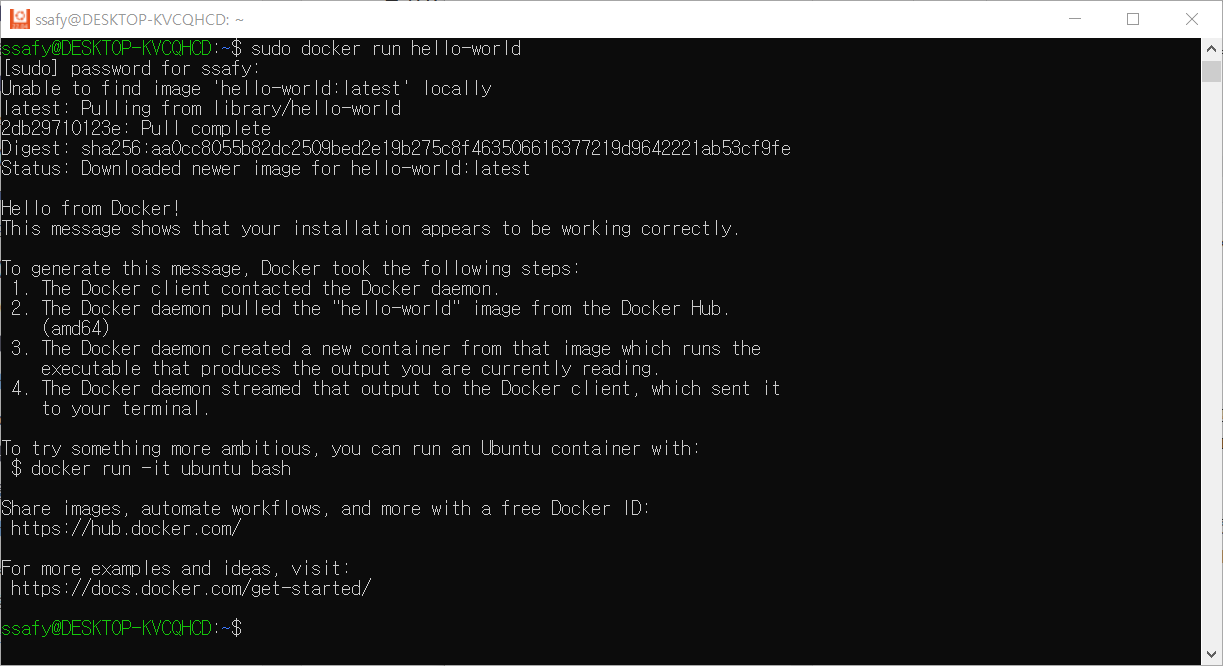 ssafy@DESKTOP-KVCQHCD: ~
ssafy@DESKTOP-KVCQHCD:~$ sudo docker run hello-world
[sudo] password for ssafy:
Unable to find image 'hello-world:latest' locally
latest: Pulling from library/hello-world
2db29710123e: Pull complete
Digest: sha256:aa0cc8055b82dc2509bed2e19b275c8f463506616377219d9642221ab53cf9fe
Status: Downloaded newer image for hello-world:latest

Hello from Docker!
This message shows that your installation appears to be working correctly.

To generate this message, Docker took the following steps:
 1. The Docker client contacted the Docker daemon.
 2. The Docker daemon pulled the "hello-world" image from the Docker Hub.
    (amd64)
 3. The Docker daemon created a new container from that image which runs the
    executable that produces the output you are currently reading.
 4. The Docker daemon streamed that output to the Docker client, which sent it
    to your terminal.

To try something more ambitious, you can run an Ubuntu container with:
 $ docker run -it ubuntu bash

Share images, automate workflows, and more with a free Docker ID:
 https://hub.docker.com/

For more examples and ideas, visit:
 https://docs.docker.com/get-started/

ssafy@DESKTOP-KVCQHCD:~$